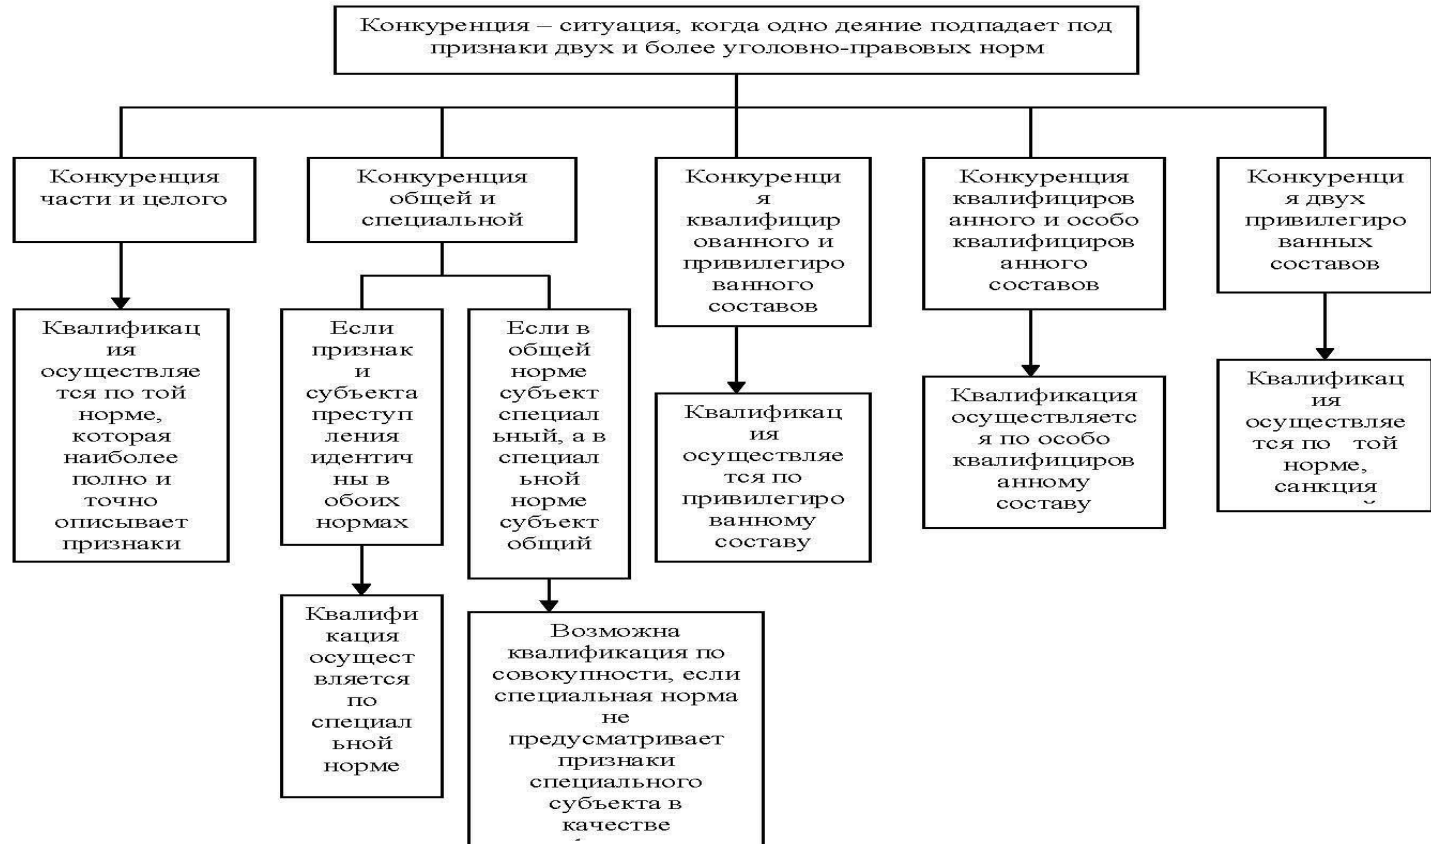 Конкуренция – ситуация, когда одно деяние подпадает под
признаки двух и более уголовно-правовых норм
Конкуренция
части и целого
Конкуренция
общей и
специальной
Конкуренци
я
квалифицир
ованного и
привилегиро
ванного
составов
Конкуренция
квалифициров
анного и особо
квалифициров
анного
составов
Конкуренци
я двух
привилегиро
ванных
составов
Квалификац
ия
осуществляе
тся по той
норме,
которая
наиболее
полно и
точно
описывает
признаки
Если
признак
и
субъекта
преступ
ления
идентич
ны в
обоих
нормах
Если в
общей
норме
субъект
специал
ьный, а в
специал
ьной
норме
субъект
общий
Квалификац
ия
осуществляе
тся по
привилегиро
ванному
составу
Квалификация
осуществляетс
я по особо
квалифициров
анному
составу
Квалификац
ия
осуществляе
тся по той
норме,
санкция
Квалифи
кация
осущест
вляется
по
специал
ьной
норме
Возможна
квалификация по
совокупности, если
специальная норма
не
предусматривает
признаки
специального
субъекта в
качестве